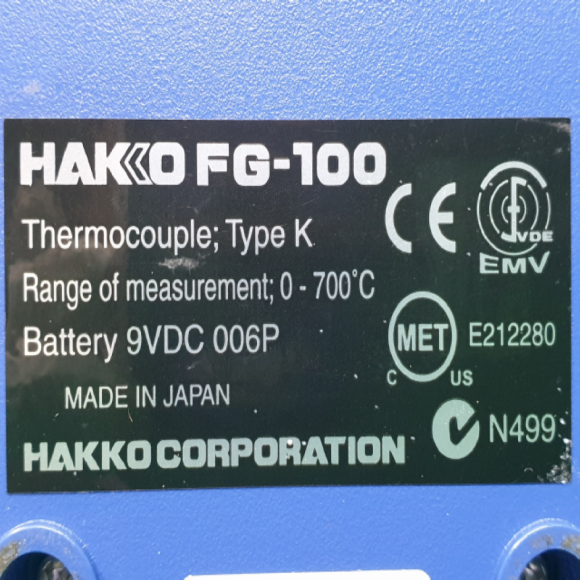 HAKKO FG-100
Thermocouple; Type K
Range of measurement; 0 - 700°C
Battery 9VDC 006P
MADE IN JAPAN
HAKKO CORPORATION
CE
VDE
EMV
MET
C US
E212280
N499